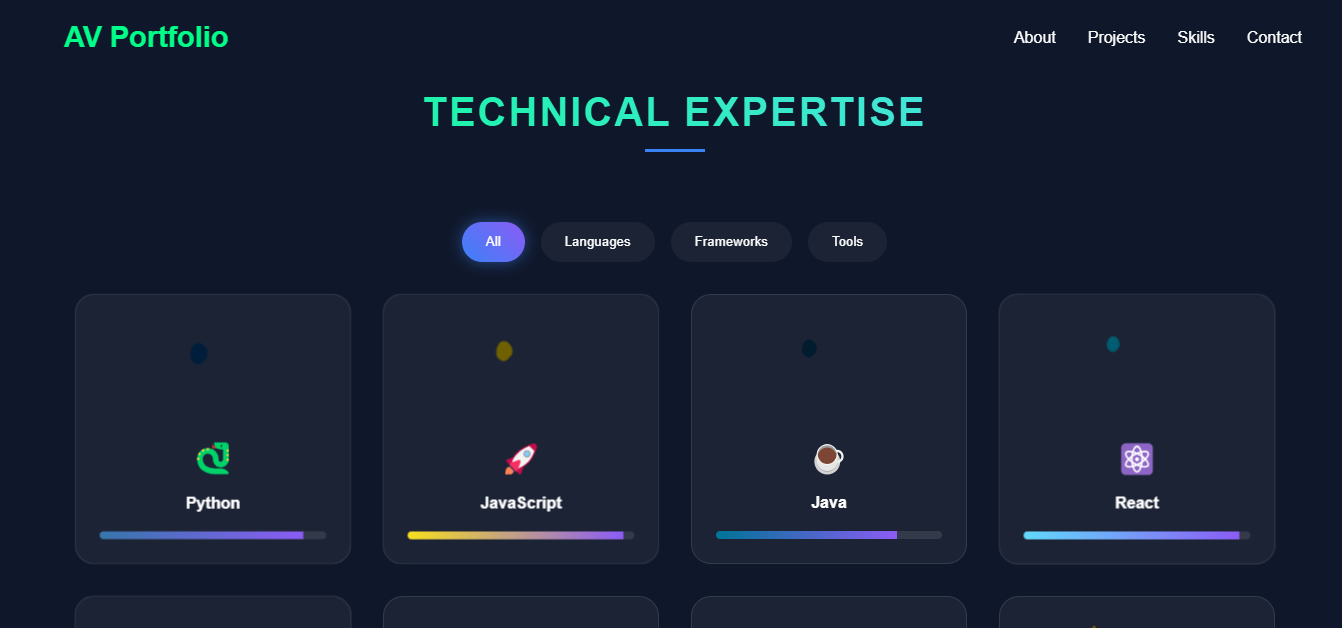 AV Portfolio
About Projects Skills Contact
TECHNICAL EXPERTISE
All Languages Frameworks Tools
Python JavaScript Java React